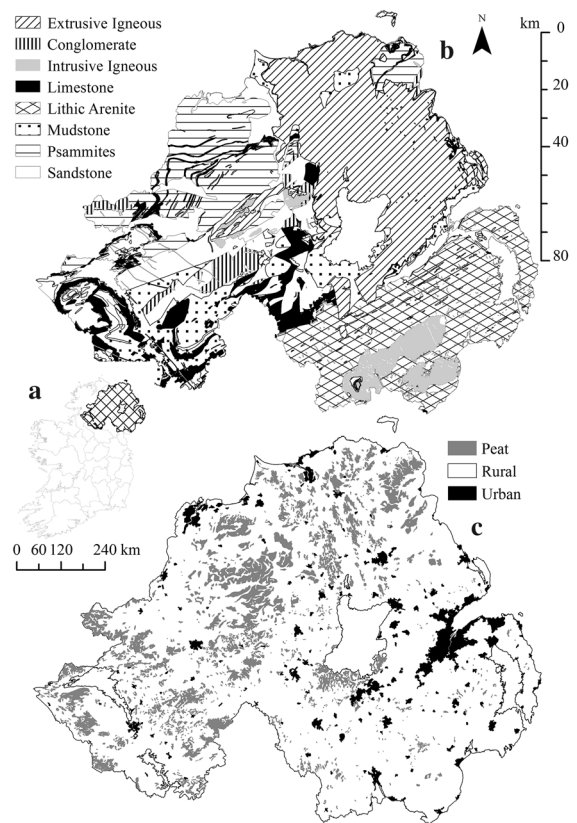 Extrusive Igneous
Conglomerate
Intrusive Igneous
Limestone
Lithic Arenite
Mudstone
Psammites
Sandstone
b
N
km
0
20
40
60
80
a
0 60 120 240 km
Peat
Rural
Urban
c